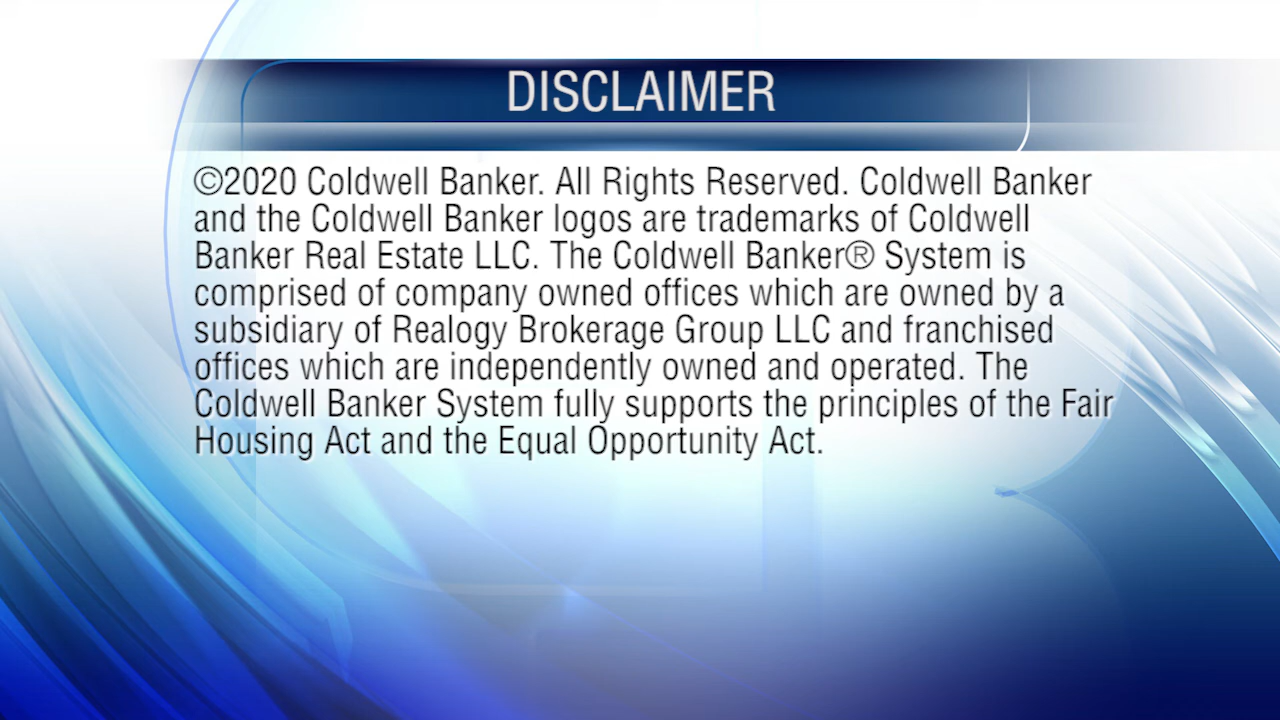 DISCLAIMER
©2020 Coldwell Banker. All Rights Reserved. Coldwell Banker
and the Coldwell Banker logos are trademarks of Coldwell
Banker Real Estate LLC. The Coldwell Banker® System is
comprised of company owned offices which are owned by a
subsidiary of Realogy Brokerage Group LLC and franchised
offices which are independently owned and operated. The
Coldwell Banker System fully supports the principles of the Fair
Housing Act and the Equal Opportunity Act.